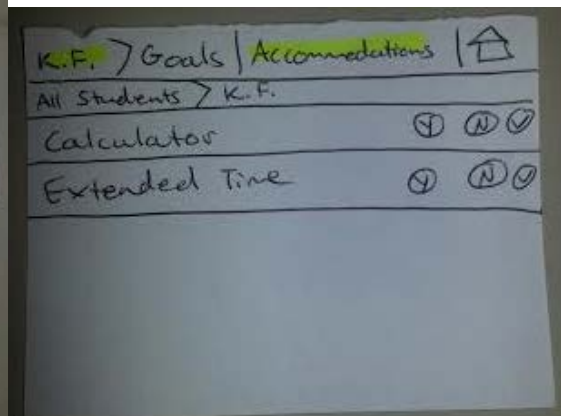 K.F. > Goals | Accommodations |
All Students > K.F.
Calculator Y N
Extended Time Y N